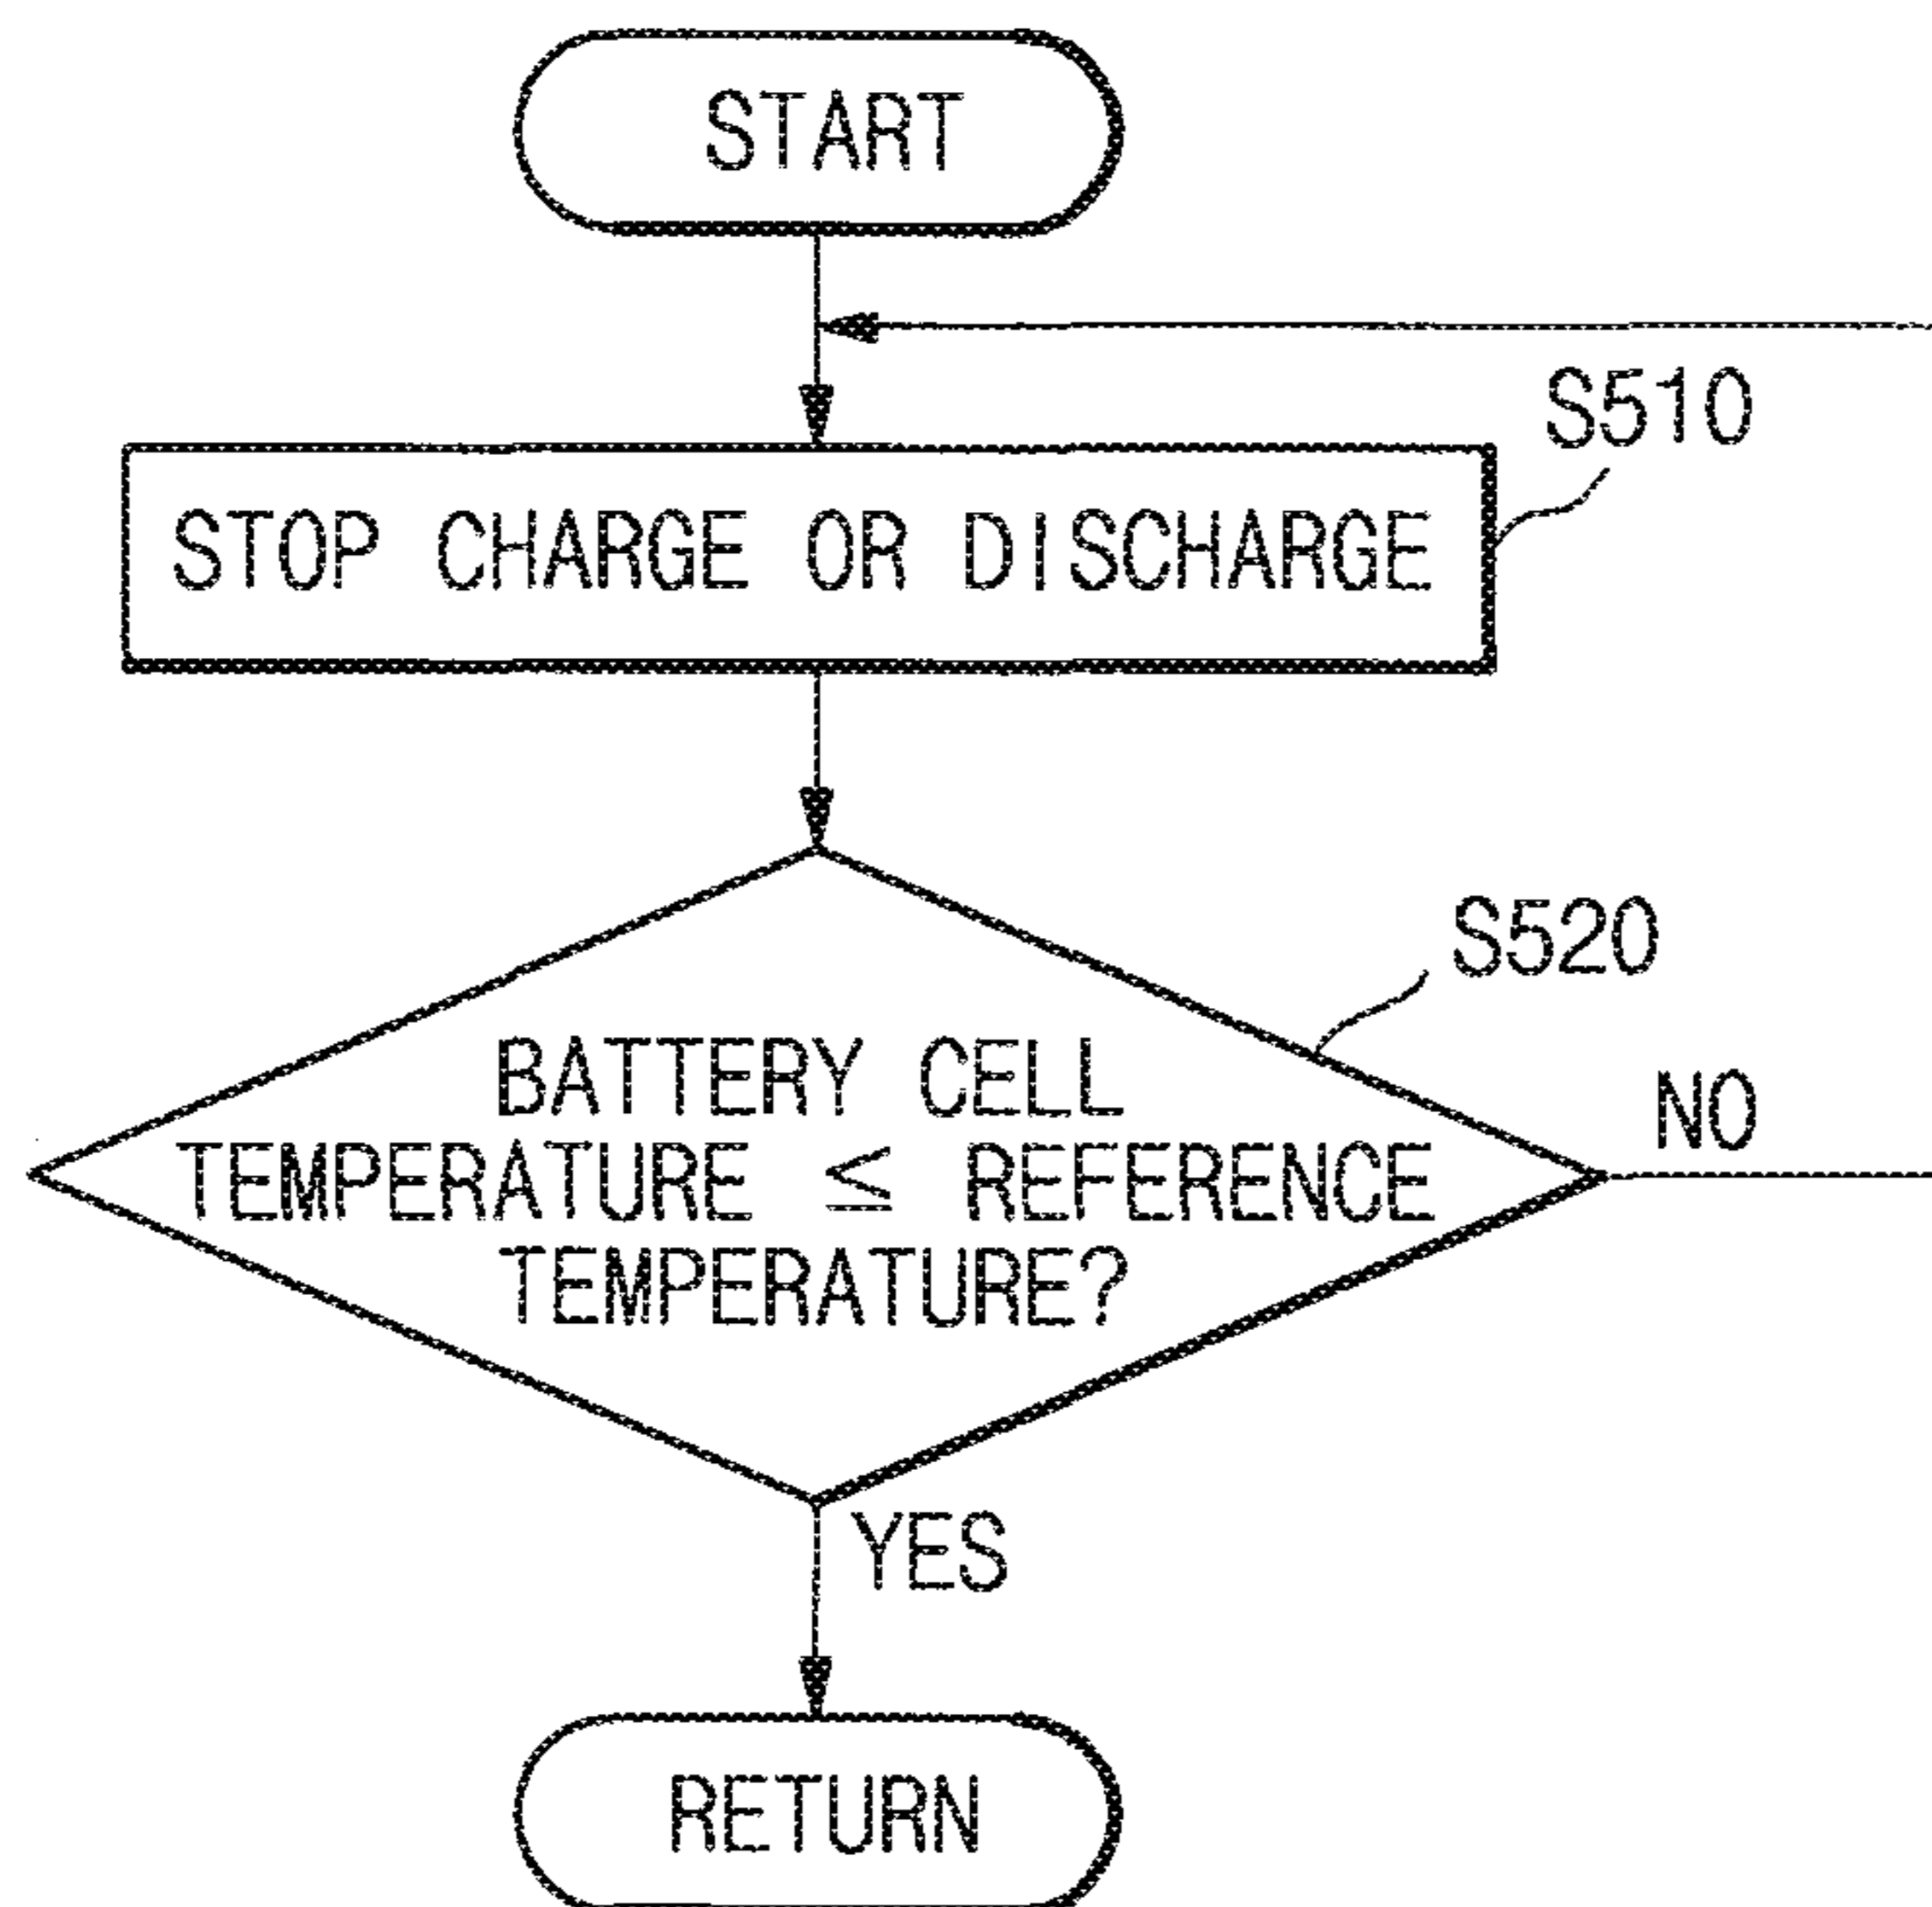 START
S510
STOP CHARGE OR DISCHARGE
S520
BATTERY CELL
TEMPERATURE ≤ REFERENCE
TEMPERATURE?
NO
YES
RETURN